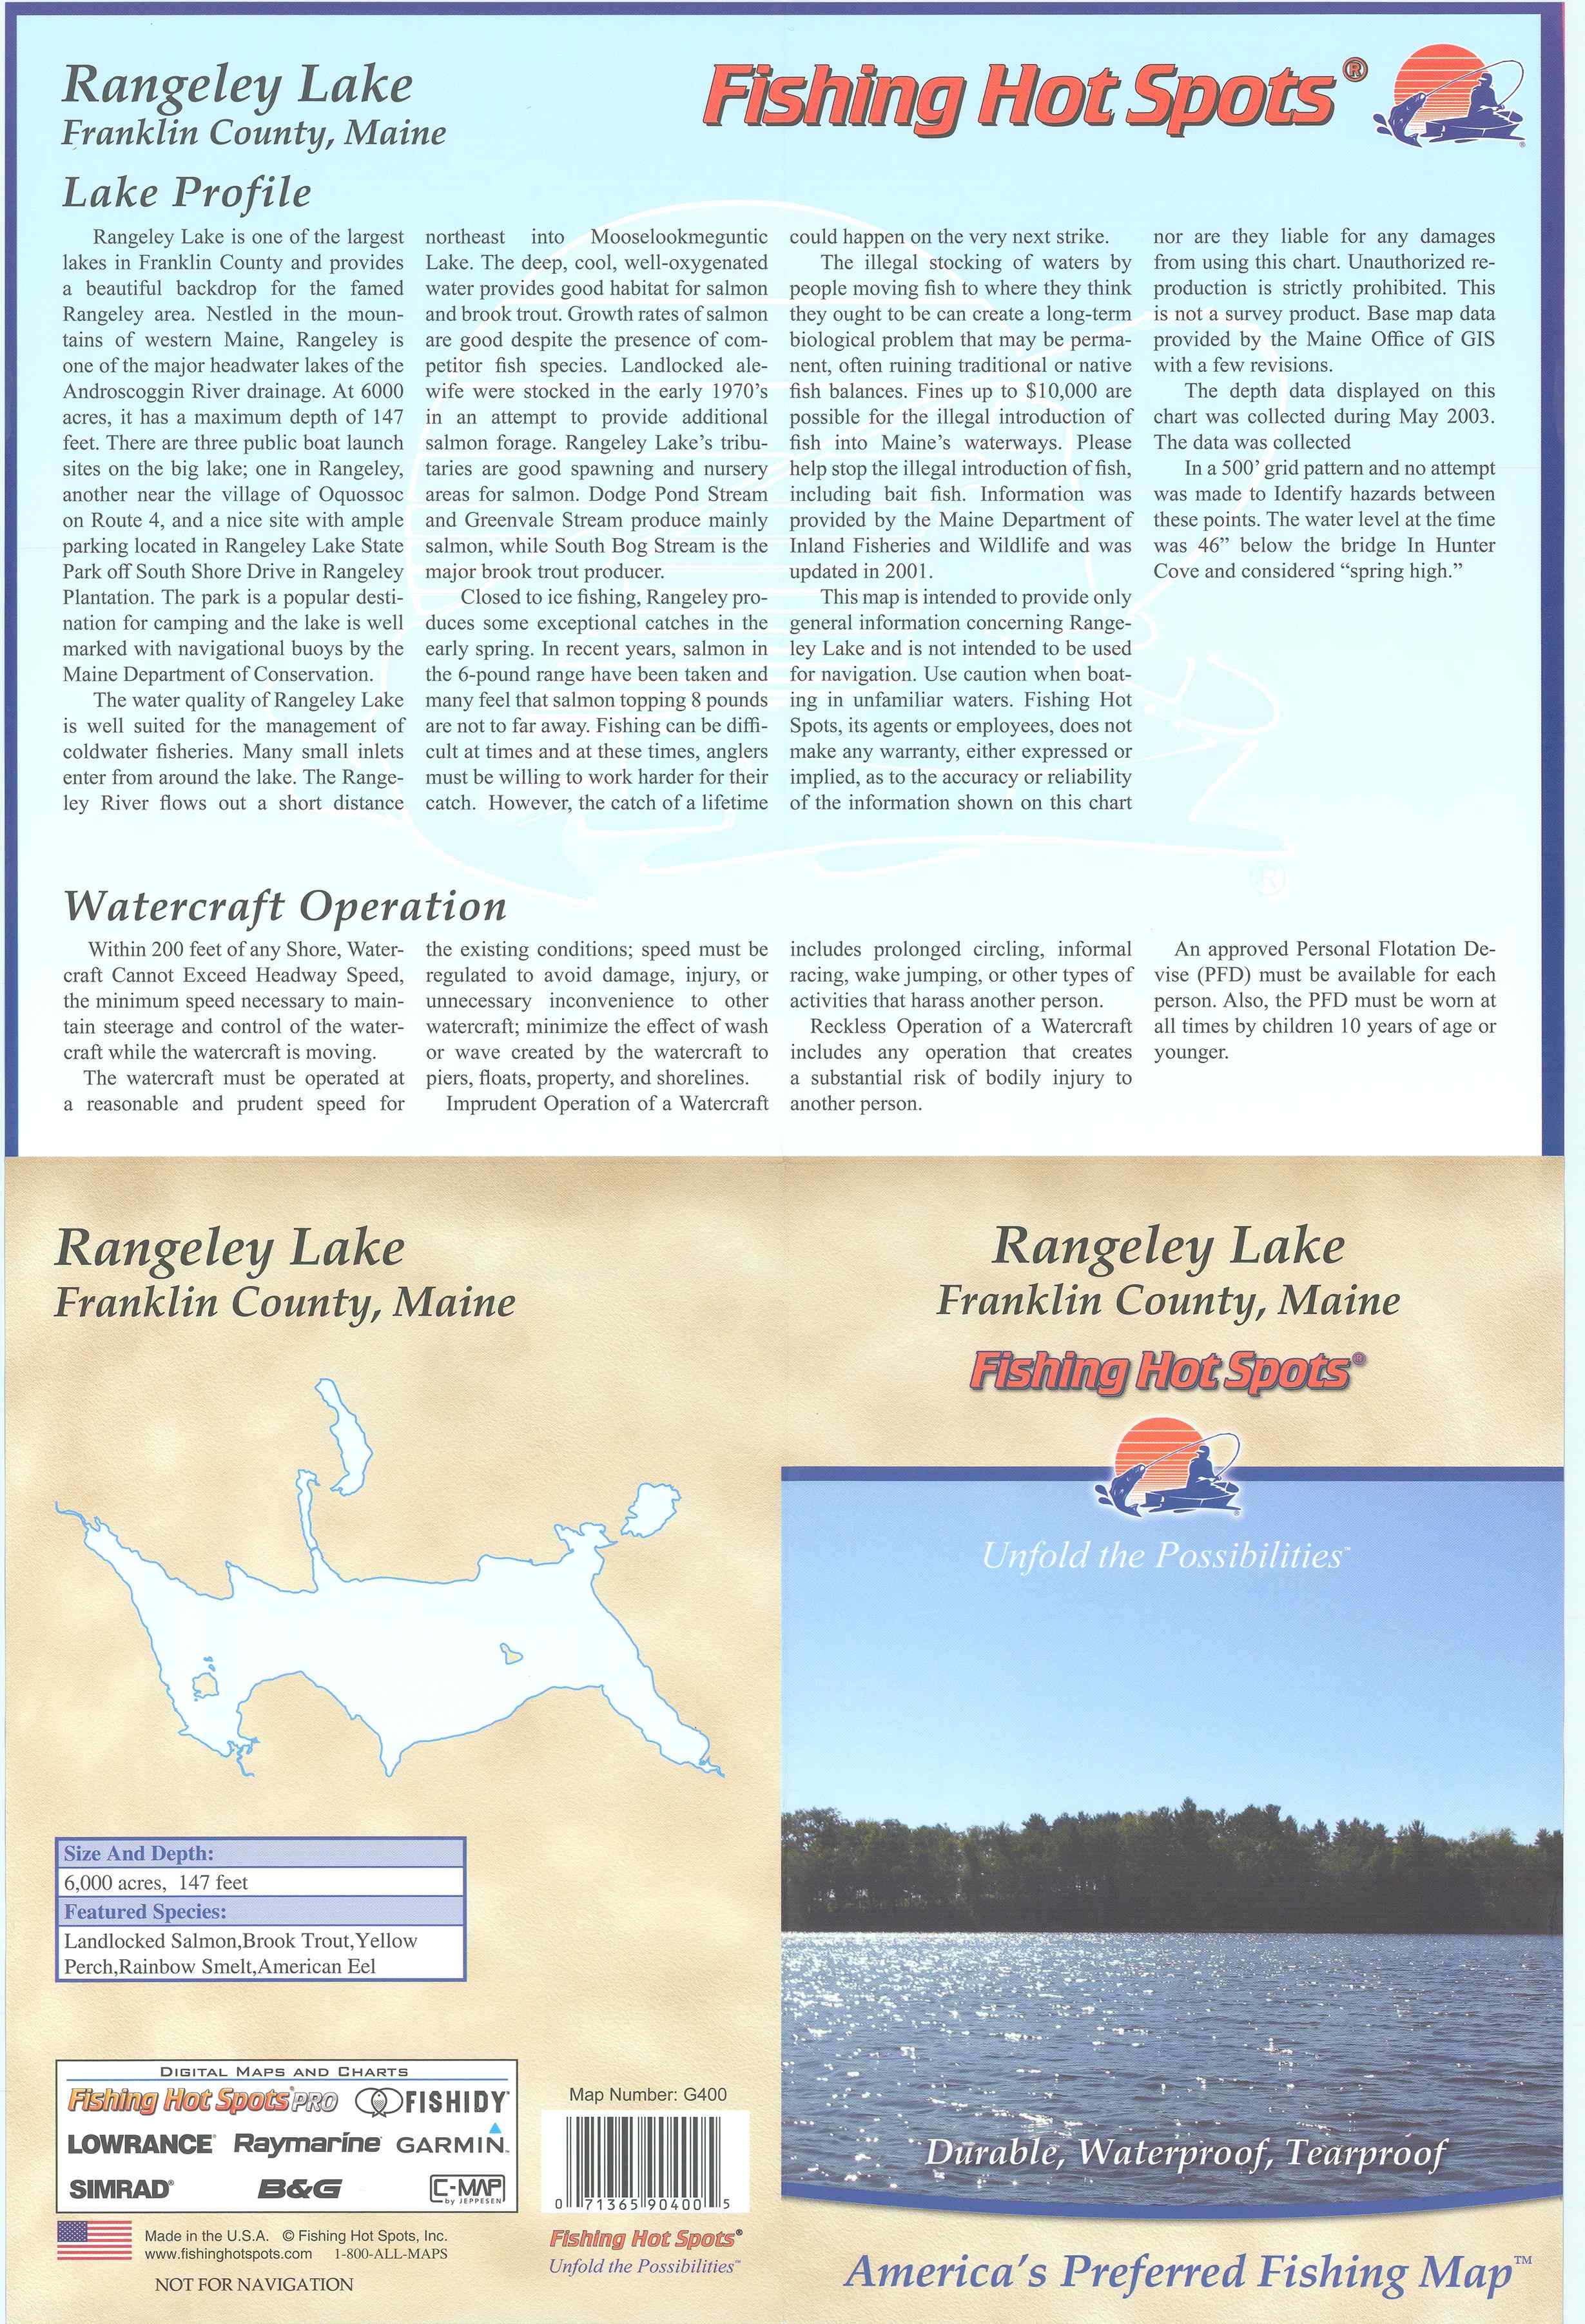 Rangeley Lake
Franklin County, Maine
Fishing Hot Spots®
Lake Profile
Rangeley Lake is one of the largest
lakes in Franklin County and provides
a beautiful backdrop for the famed
Rangeley area. Nestled in the moun-
tains of western Maine, Rangeley is
one of the major headwater lakes of the
Androscoggin River drainage. At 6000
acres, it has a maximum depth of 147
feet. There are three public boat launch
sites on the big lake; one in Rangeley,
another near the village of Oquossoc
on Route 4, and a nice site with ample
parking located in Rangeley Lake State
Park off South Shore Drive in Rangeley
Plantation. The park is a popular desti-
nation for camping and the lake is well
marked with navigational buoys by the
Maine Department of Conservation.
The water quality of Rangeley Lake
is well suited for the management of
coldwater fisheries. Many small inlets
enter from around the lake. The Range-
ley River flows out a short distance
northeast into Mooselookmeguntic
Lake. The deep, cool, well-oxygenated
water provides good habitat for salmon
and brook trout. Growth rates of salmon
are good despite the presence of com-
petitor fish species. Landlocked ale-
wife were stocked in the early 1970's
in an attempt to provide additional
salmon forage. Rangeley Lake's tribu-
taries are good spawning and nursery
areas for salmon. Dodge Pond Stream
and Greenvale Stream produce mainly
salmon, while South Bog Stream is the
major brook trout producer.
Closed to ice fishing, Rangeley pro-
duces some exceptional catches in the
early spring. In recent years, salmon in
the 6-pound range have been taken and
many feel that salmon topping 8 pounds
are not to far away. Fishing can be diffi-
cult at times and at these times, anglers
must be willing to work harder for their
catch. However, the catch of a lifetime
could happen on the very next strike.
The illegal stocking of waters by
people moving fish to where they think
they ought to be can create a long-term
biological problem that may be perma-
nent, often ruining traditional or native
fish balances. Fines up to $10,000 are
possible for the illegal introduction of
fish into Maine's waterways. Please
help stop the illegal introduction of fish,
including bait fish. Information was
provided by the Maine Department of
Inland Fisheries and Wildlife and was
updated in 2001.
This map is intended to provide only
general information concerning Range-
ley Lake and is not intended to be used
for navigation. Use caution when boat-
ing in unfamiliar waters. Fishing Hot
Spots, its agents or employees, does not
make any warranty, either expressed or
implied, as to the accuracy or reliability
of the information shown on this chart
nor are they liable for any damages
from using this chart. Unauthorized re-
production is strictly prohibited. This
is not a survey product. Base map data
provided by the Maine Office of GIS
with a few revisions.
The depth data displayed on this
chart was collected during May 2003.
The data was collected
In a 500' grid pattern and no attempt
was made to Identify hazards between
these points. The water level at the time
was 46" below the bridge In Hunter
Cove and considered "spring high."
Watercraft Operation
Within 200 feet of any Shore, Water-
craft Cannot Exceed Headway Speed,
the minimum speed necessary to main-
tain steerage and control of the water-
craft while the watercraft is moving.
The watercraft must be operated at
a reasonable and prudent speed for
the existing conditions; speed must be
regulated to avoid damage, injury, or
unnecessary inconvenience to other
watercraft; minimize the effect of wash
or wave created by the watercraft to
piers, floats, property, and shorelines.
Imprudent Operation of a Watercraft
includes prolonged circling, informal
racing, wake jumping, or other types of
activities that harass another person.
Reckless Operation of a Watercraft
includes any operation that creates
a substantial risk of bodily injury to
another person.
An approved Personal Flotation De-
vise (PFD) must be available for each
person. Also, the PFD must be worn at
all times by children 10 years of age or
younger.
Rangeley Lake
Franklin County, Maine
Size And Depth:
6,000 acres, 147 feet
Featured Species:
Landlocked Salmon,Brook Trout,Yellow
Perch,Rainbow Smelt,American Eel
DIGITAL MAPS AND CHARTS
Fishing Hot Spots® PRO FISHIDY
LOWRANCE® Raymarine® GARMIN™
SIMRAD® B&G C-MAP
by JEPPESEN
Made in the U.S.A. © Fishing Hot Spots, Inc.
www.fishinghotspots.com 1-800-ALL-MAPS
NOT FOR NAVIGATION
Map Number: G400
0 71365 90400 5
Fishing Hot Spots®
Unfold the Possibilities™
Rangeley Lake
Franklin County, Maine
Fishing Hot Spots®
Unfold the Possibilities™
Durable, Waterproof, Tearproof
America's Preferred Fishing Map™